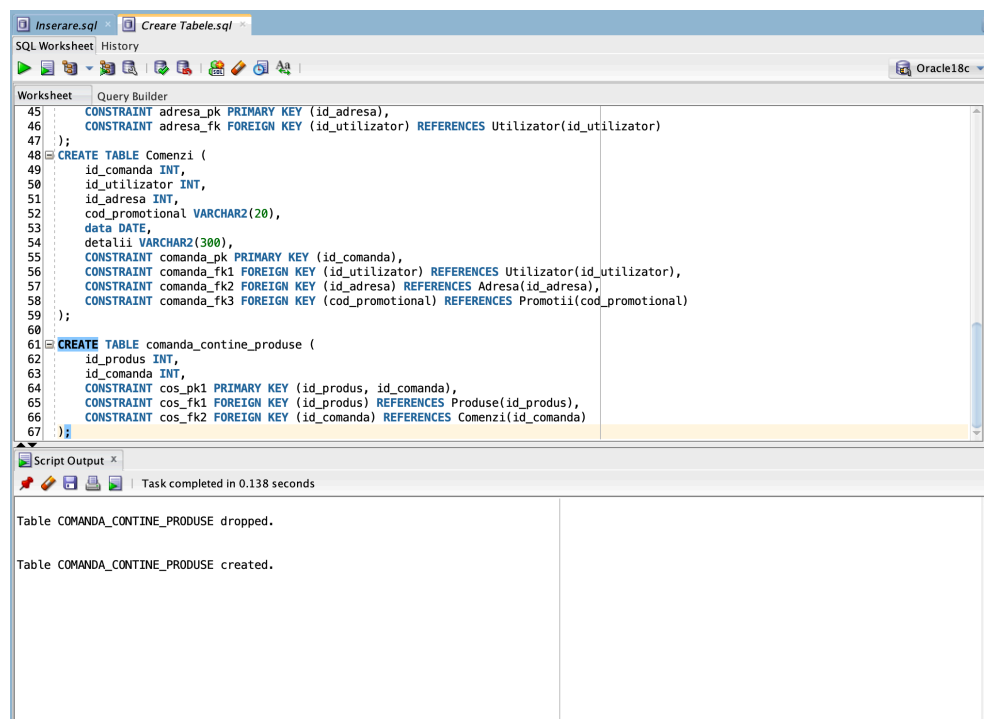 Inserare.sql × Creare Tabele.sql ×
SQL Worksheet History
Oracle18c
Worksheet Query Builder
45 CONSTRAINT adresa_pk PRIMARY KEY (id_adresa),
46 CONSTRAINT adresa_fk FOREIGN KEY (id_utilizator) REFERENCES Utilizator(id_utilizator)
47 );
48 CREATE TABLE Comenzi (
49 id_comanda INT,
50 id_utilizator INT,
51 id_adresa INT,
52 cod_promotional VARCHAR2(20),
53 data DATE,
54 detalii VARCHAR2(300),
55 CONSTRAINT comanda_pk PRIMARY KEY (id_comanda),
56 CONSTRAINT comanda_fk1 FOREIGN KEY (id_utilizator) REFERENCES Utilizator(id_utilizator),
57 CONSTRAINT comanda_fk2 FOREIGN KEY (id_adresa) REFERENCES Adresa(id_adresa),
58 CONSTRAINT comanda_fk3 FOREIGN KEY (cod_promotional) REFERENCES Promotii(cod_promotional)
59 );
60
61 CREATE TABLE comanda_contine_produse (
62 id_produs INT,
63 id_comanda INT,
64 CONSTRAINT cos_pk1 PRIMARY KEY (id_produs, id_comanda),
65 CONSTRAINT cos_fk1 FOREIGN KEY (id_produs) REFERENCES Produse(id_produs),
66 CONSTRAINT cos_fk2 FOREIGN KEY (id_comanda) REFERENCES Comenzi(id_comanda)
67 );
Script Output ×
Task completed in 0.138 seconds
Table COMANDA_CONTINE_PRODUSE dropped.
Table COMANDA_CONTINE_PRODUSE created.